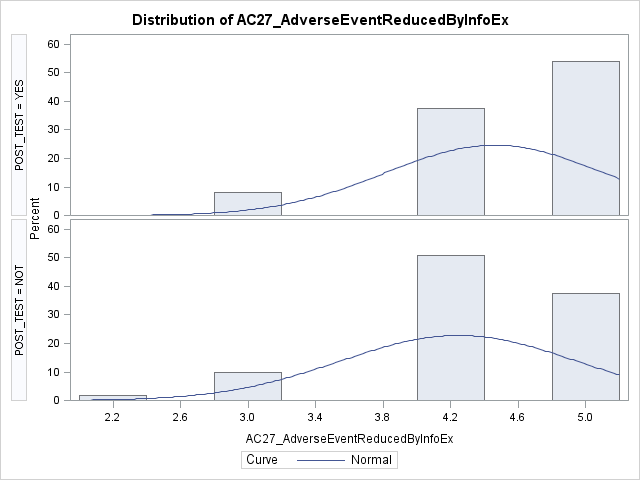 Distribution of AC27_AdverseEventReducedByInfoEx
POST_TEST = YES
60
50
40
30
20
10
0
Percent
POST_TEST = NOT
60
50
40
30
20
10
0
2.2 2.6 3.0 3.4 3.8 4.2 4.6 5.0
AC27_AdverseEventReducedByInfoEx
Curve Normal